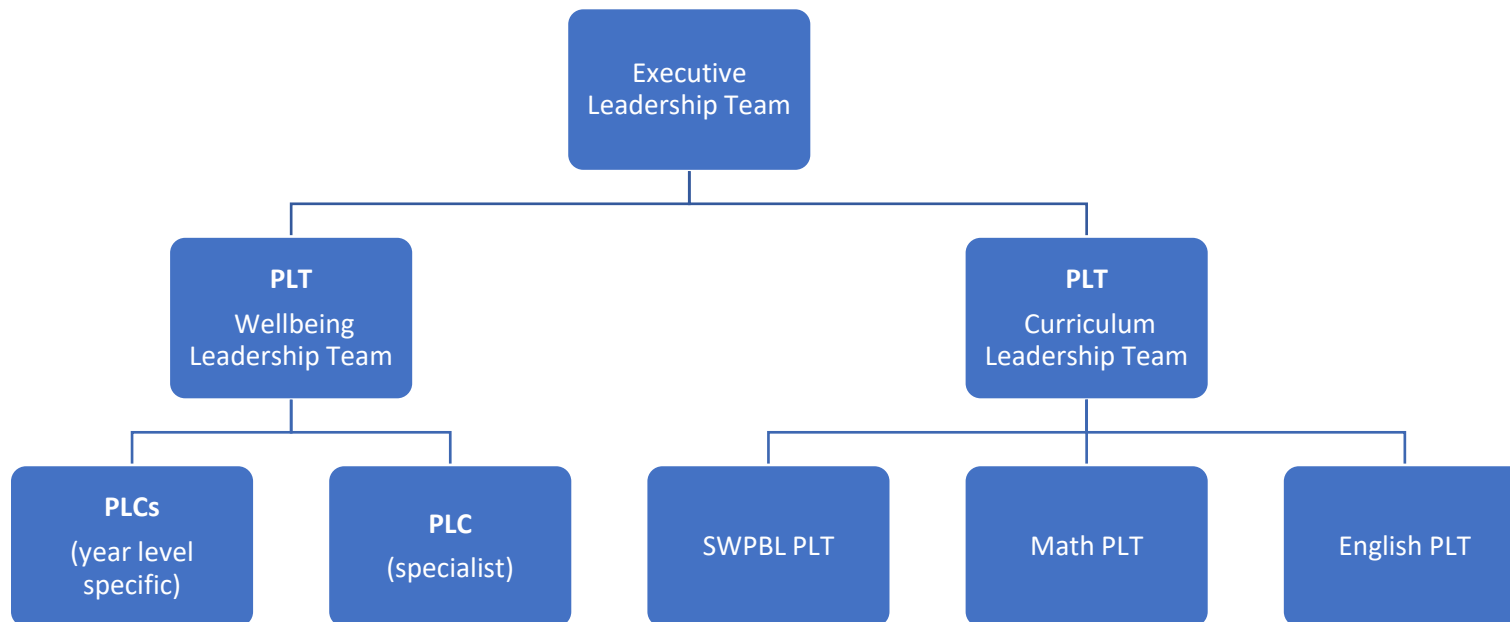 Executive
Leadership Team
PLT
Wellbeing
Leadership Team
PLT
Curriculum
Leadership Team
PLCs
(year level
specific)
PLC
(specialist)
SWPBL PLT
Math PLT
English PLT